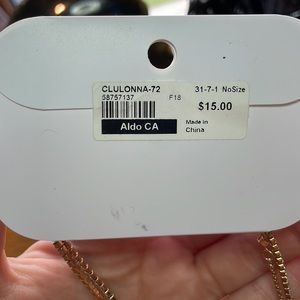 CLULONNA-72 31-7-1 NoSize
58757137 F18 $15.00
Aldo CA Made in
China